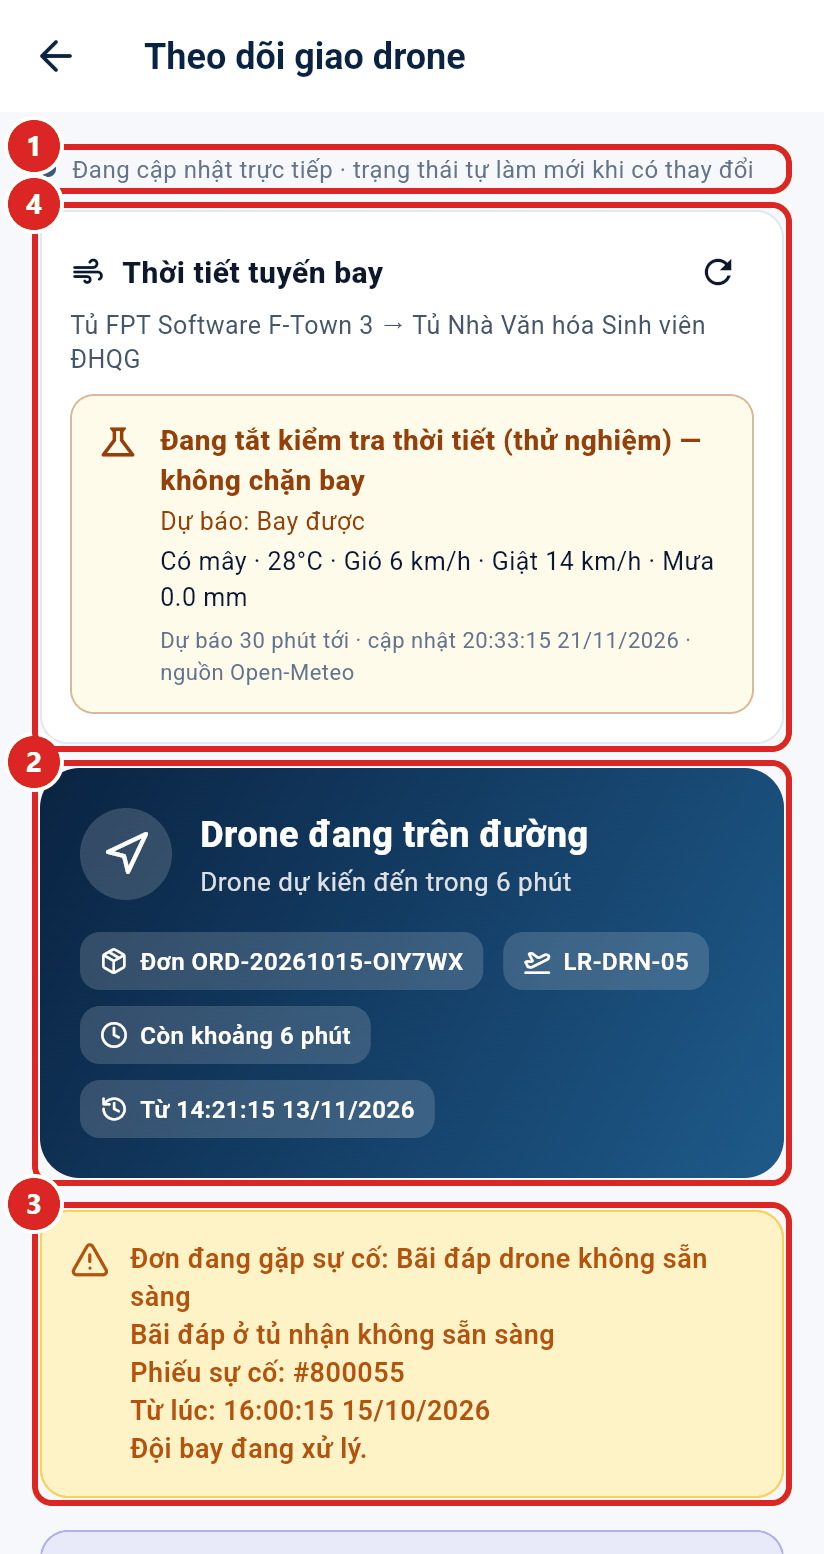 Theo dõi giao drone
1
Đang cập nhật trực tiếp · trạng thái tự làm mới khi có thay đổi
4
Thời tiết tuyến bay
Tủ FPT Software F-Town 3 → Tủ Nhà Văn hóa Sinh viên
ĐHQG
Đang tắt kiểm tra thời tiết (thử nghiệm) —
không chặn bay
Dự báo: Bay được
Có mây · 28°C · Gió 6 km/h · Giật 14 km/h · Mưa
0.0 mm
Dự báo 30 phút tới · cập nhật 20:33:15 21/11/2026 ·
nguồn Open-Meteo
2
Drone đang trên đường
Drone dự kiến đến trong 6 phút
Đơn ORD-20261015-OIY7WX
LR-DRN-05
Còn khoảng 6 phút
Từ 14:21:15 13/11/2026
3
Đơn đang gặp sự cố: Bãi đáp drone không sẵn
sàng
Bãi đáp ở tủ nhận không sẵn sàng
Phiếu sự cố: #800055
Từ lúc: 16:00:15 15/10/2026
Đội bay đang xử lý.